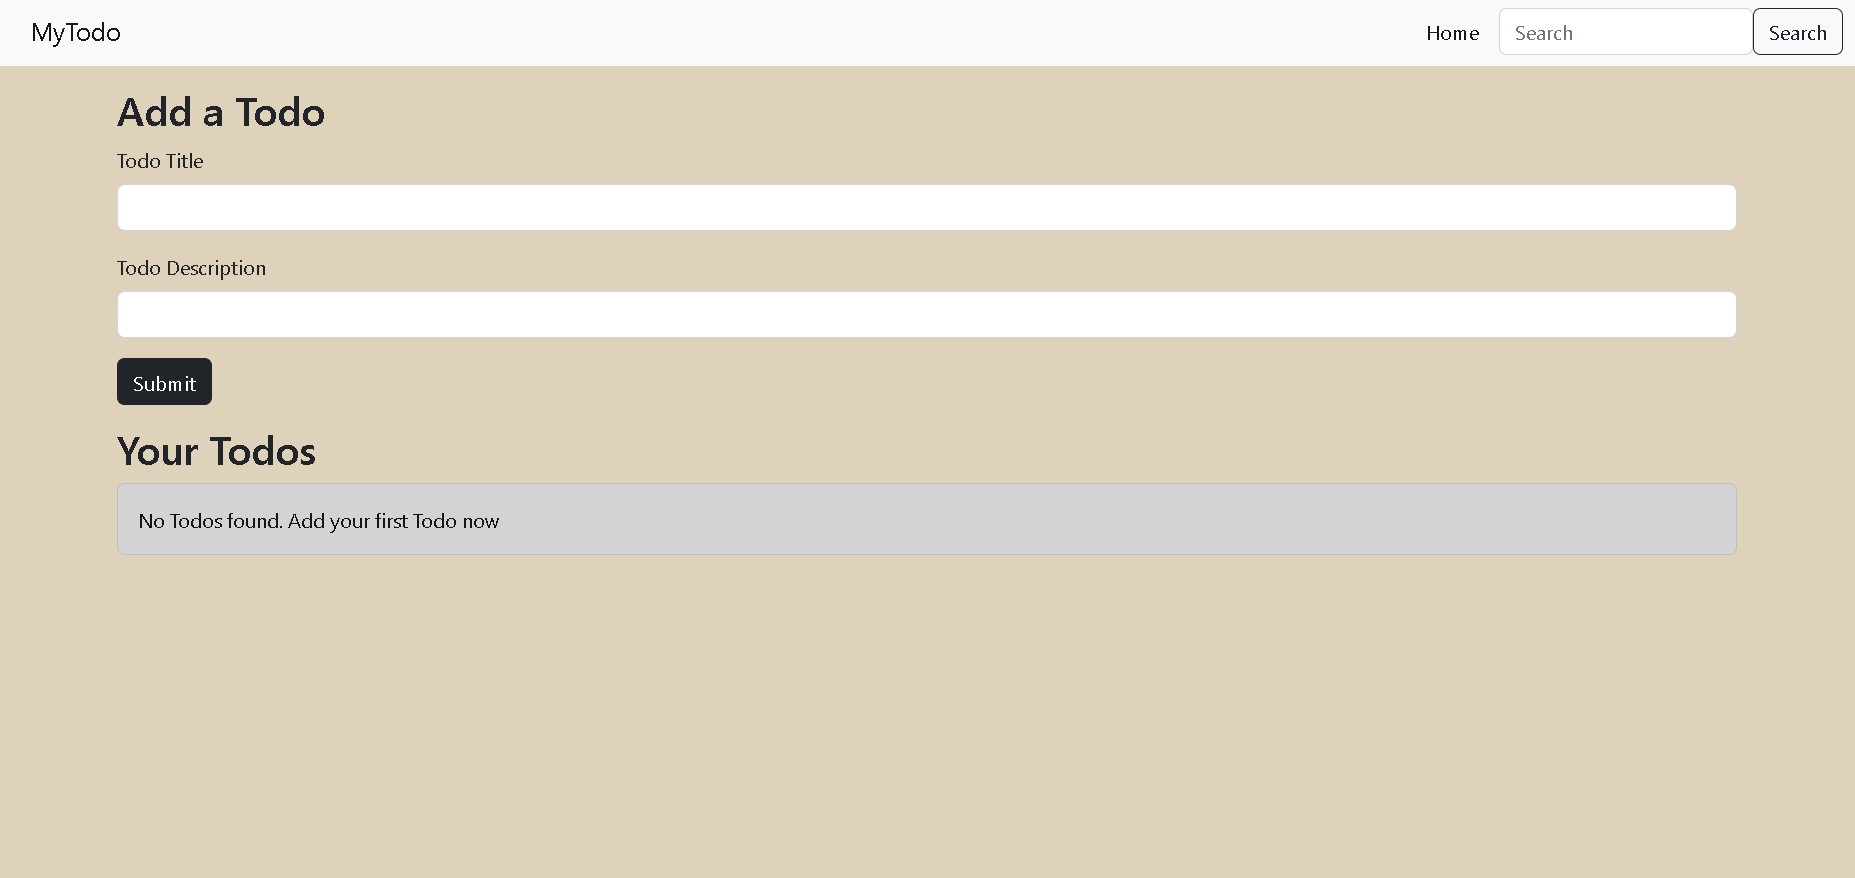 MyTodo
Home
Search
Search
Add a Todo
Todo Title
Todo Description
Submit
Your Todos
No Todos found. Add your first Todo now